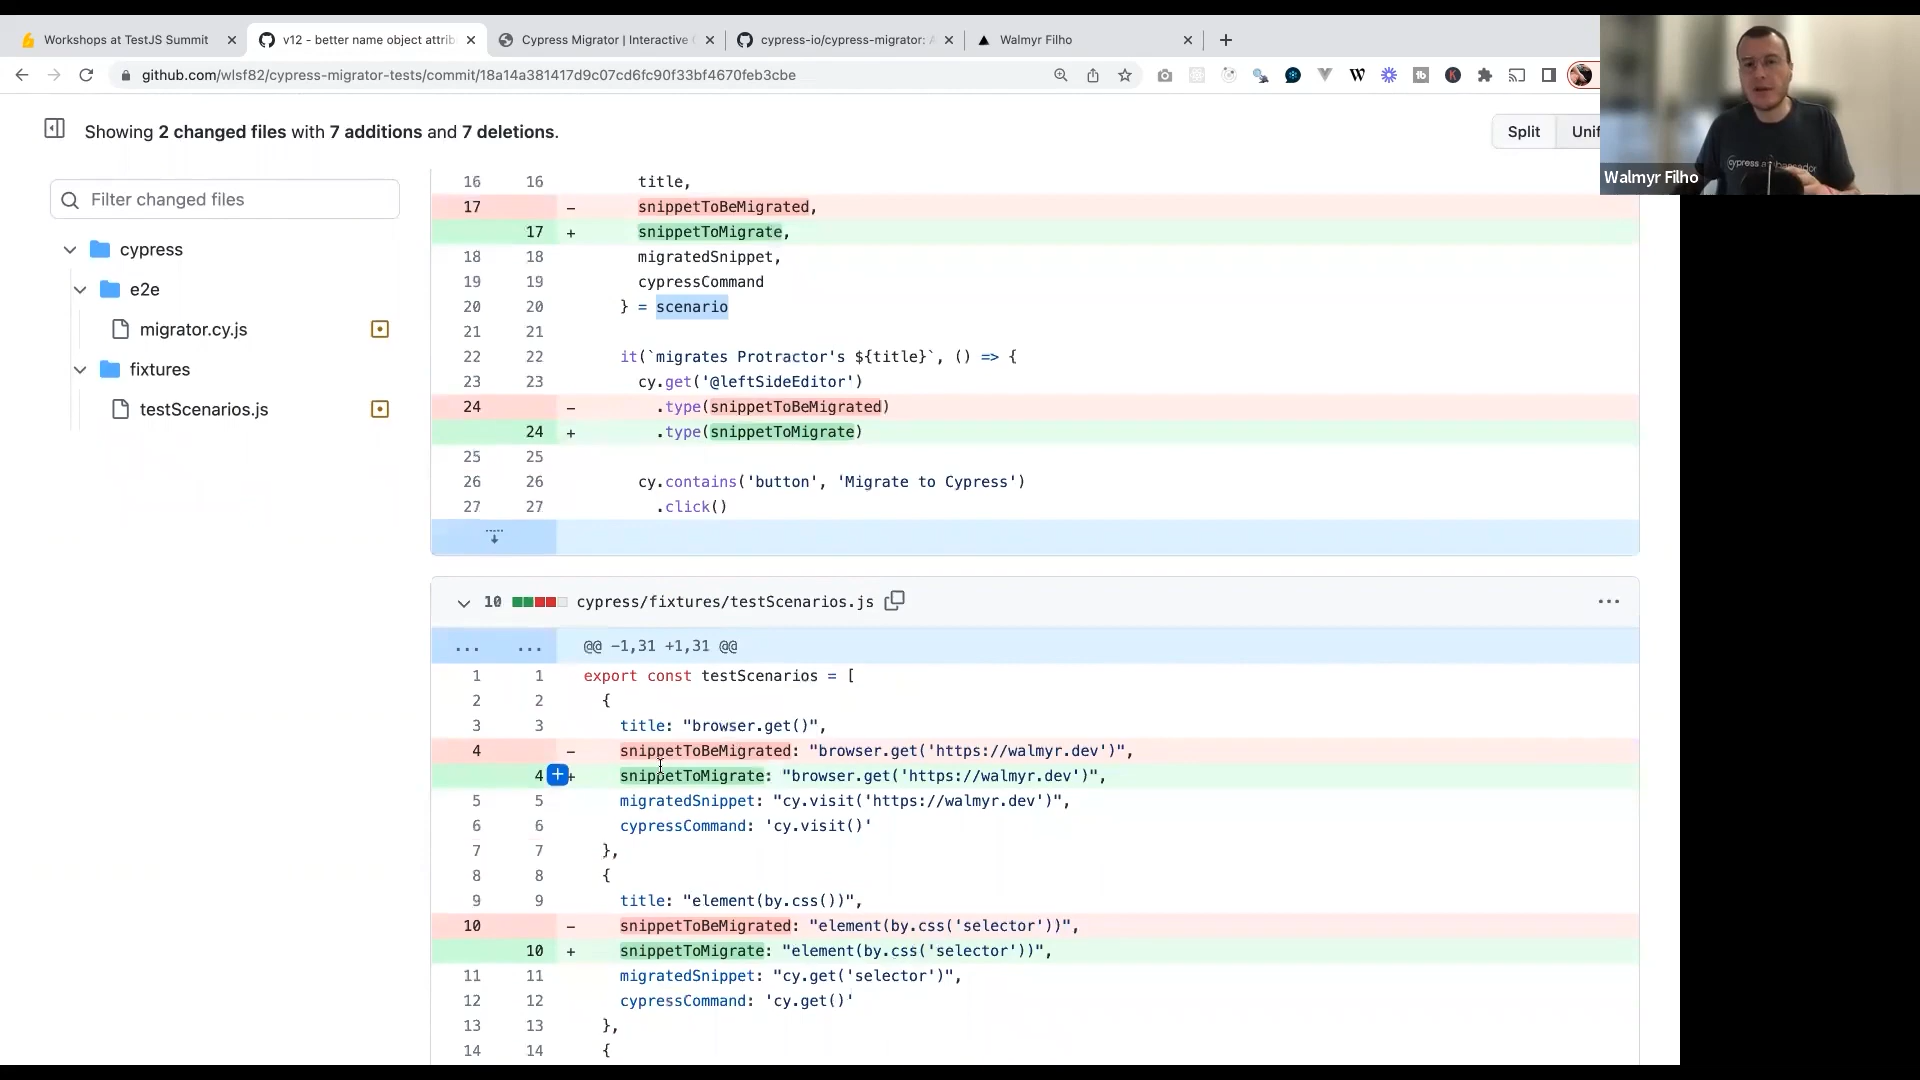 Workshops at TestJS Summit
v12 - better name object attrib
Cypress Migrator | Interactive
cypress-io/cypress-migrator:
Walmyr Filho
github.com/wlsf82/cypress-migrator-tests/commit/18a14a381417d9c07cd6fc90f33bf4670feb3cbe
Walmyr Filho
Showing 2 changed files with 7 additions and 7 deletions.
Split
Unif
Filter changed files
cypress
e2e
migrator.cy.js
fixtures
testScenarios.js
16 16 title,
17 - snippetToBeMigrated,
17 + snippetToMigrate,
18 18 migratedSnippet,
19 19 cypressCommand
20 20 } = scenario
21 21
22 22 it(`migrates Protractor's ${title}`, () => {
23 23 cy.get('@leftSideEditor')
24 - .type(snippetToBeMigrated)
24 + .type(snippetToMigrate)
25 25
26 26 cy.contains('button', 'Migrate to Cypress')
27 27 .click()
10 cypress/fixtures/testScenarios.js
... ... @@ -1,31 +1,31 @@
1 1 export const testScenarios = [
2 2 {
3 3 title: "browser.get()",
4 - snippetToBeMigrated: "browser.get('https://walmyr.dev')",
4 + snippetToMigrate: "browser.get('https://walmyr.dev')",
5 5 migratedSnippet: "cy.visit('https://walmyr.dev')",
6 6 cypressCommand: 'cy.visit()'
7 7 },
8 8 {
9 9 title: "element(by.css())",
10 - snippetToBeMigrated: "element(by.css('selector'))",
10 + snippetToMigrate: "element(by.css('selector'))",
11 11 migratedSnippet: "cy.get('selector')",
12 12 cypressCommand: 'cy.get()'
13 13 },
14 14 {